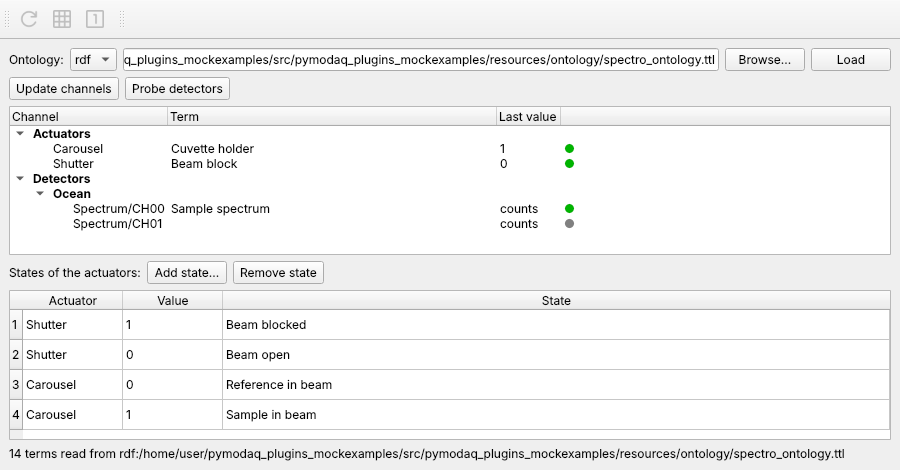 1
Ontology: rdf q_plugins_mockexamples/src/pymodaq_plugins_mockexamples/resources/ontology/spectro_ontology.ttl Browse... Load
Update channels Probe detectors
Channel Term Last value
Actuators
Carousel Cuvette holder 1
Shutter Beam block 0
Detectors
Ocean
Spectrum/CH00 Sample spectrum counts
Spectrum/CH01 counts
States of the actuators: Add state... Remove state
Actuator Value State
1 Shutter 1 Beam blocked
2 Shutter 0 Beam open
3 Carousel 0 Reference in beam
4 Carousel 1 Sample in beam
14 terms read from rdf:/home/user/pymodaq_plugins_mockexamples/src/pymodaq_plugins_mockexamples/resources/ontology/spectro_ontology.ttl